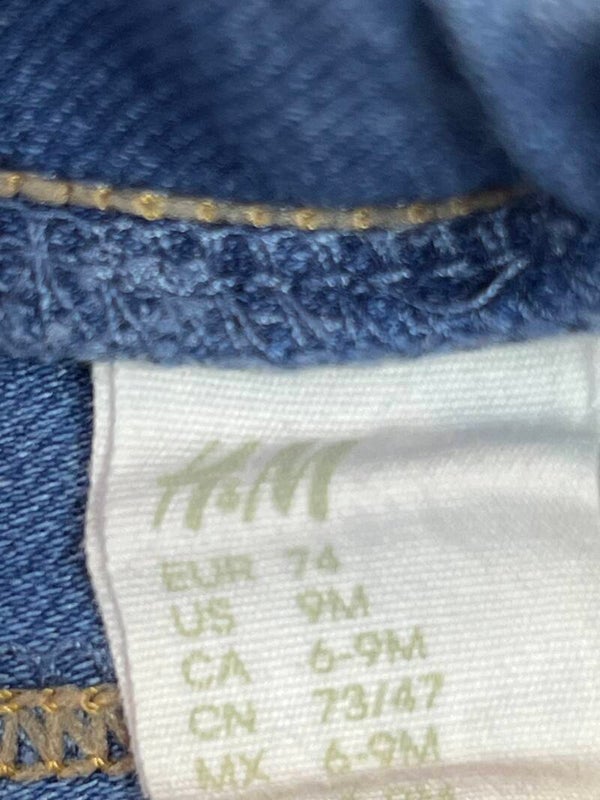 H&M
EUR 74
US 9M
CA 6-9M
CN 73/47
MX 6-9M